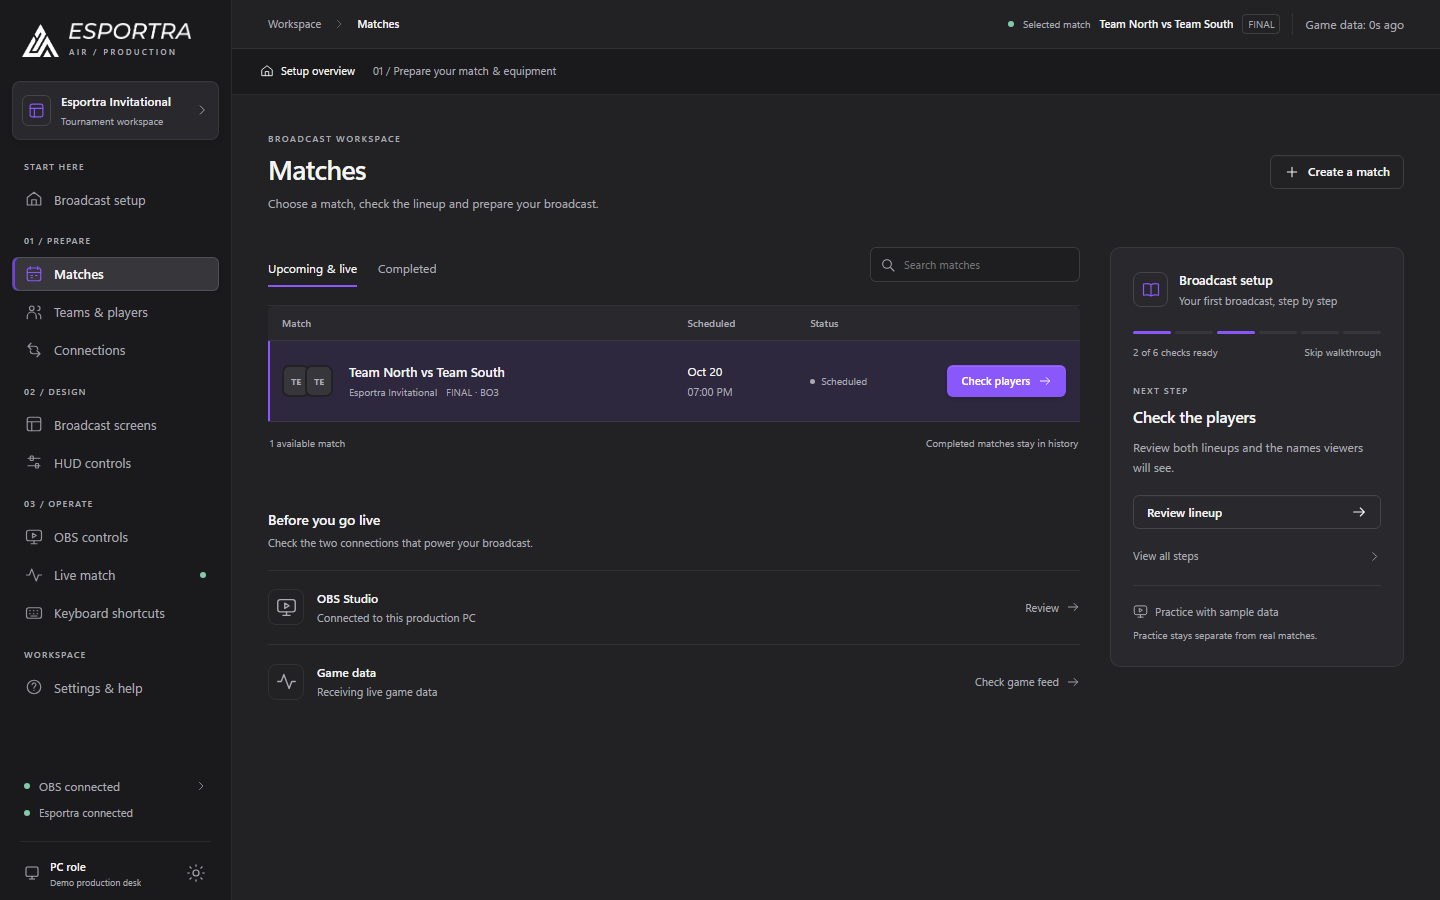 ESPORTRA
AIR / PRODUCTION
Esportra Invitational
Tournament workspace
START HERE
Broadcast setup
01 / PREPARE
Matches
Teams & players
Connections
02 / DESIGN
Broadcast screens
HUD controls
03 / OPERATE
OBS controls
Live match
Keyboard shortcuts
WORKSPACE
Settings & help
OBS connected
Esportra connected
PC role
Demo production desk
Workspace Matches
Selected match Team North vs Team South FINAL Game data: 0s ago
Setup overview 01 / Prepare your match & equipment
BROADCAST WORKSPACE
Matches
Choose a match, check the lineup and prepare your broadcast.
Create a match
Upcoming & live Completed
Search matches
Match Scheduled Status
TE TE
Team North vs Team South
Esportra Invitational FINAL · BO3
Oct 20
07:00 PM
Scheduled
Check players
1 available match Completed matches stay in history
Before you go live
Check the two connections that power your broadcast.
OBS Studio
Connected to this production PC
Review
Game data
Receiving live game data
Check game feed
Broadcast setup
Your first broadcast, step by step
2 of 6 checks ready Skip walkthrough
NEXT STEP
Check the players
Review both lineups and the names viewers
will see.
Review lineup
View all steps
Practice with sample data
Practice stays separate from real matches.